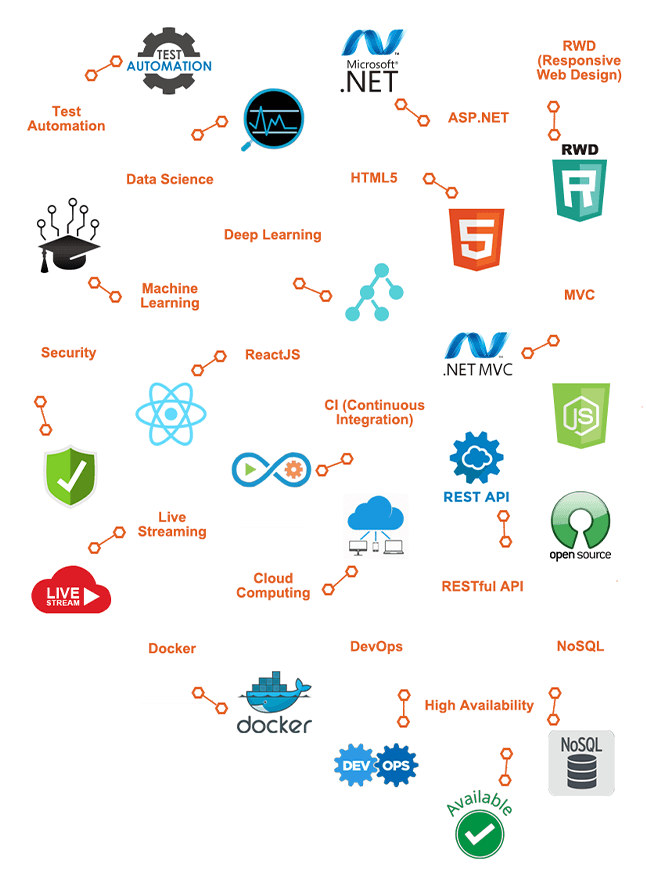 TEST
AUTOMATION
Microsoft®
.NET
RWD
(Responsive
Web Design)
Test
Automation
ASP.NET
RWD
R
Data Science
HTML5
5
Deep Learning
Machine
Learning
MVC
Security
ReactJS
.NET MVC
CI (Continuous
Integration)
JS
REST API
Live
Streaming
open source
Cloud
Computing
RESTful API
LIVE
STREAM
Docker
DevOps
NoSQL
High Availability
docker
DEV OPS
NoSQL
Available